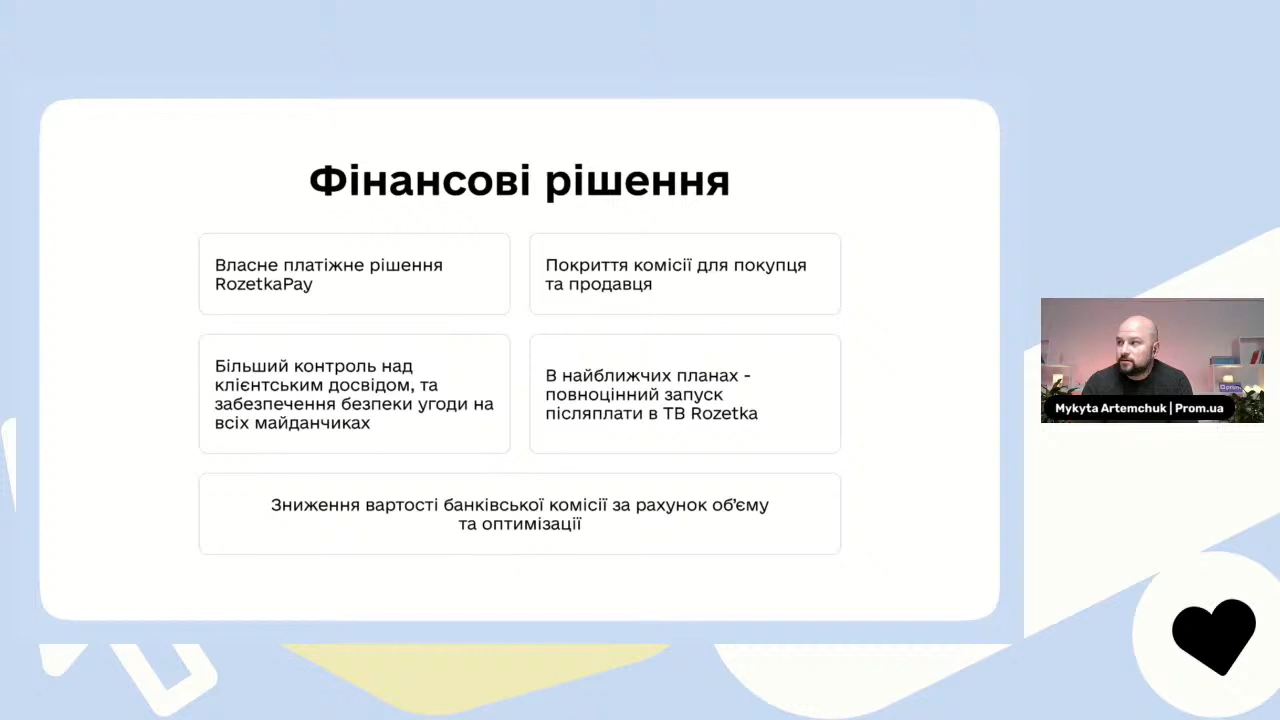 Фінансові рішення
Власне платіжне рішення
RozetkaPay
Покриття комісії для покупця
та продавця
Більший контроль над
клієнтським досвідом, та
забезпечення безпеки угоди на
всіх майданчиках
В найближчих планах -
повноцінний запуск
післяплати в ТВ Rozetka
Зниження вартості банківської комісії за рахунок об'єму
та оптимізації
Mykyta Artemchuk | Prom.ua